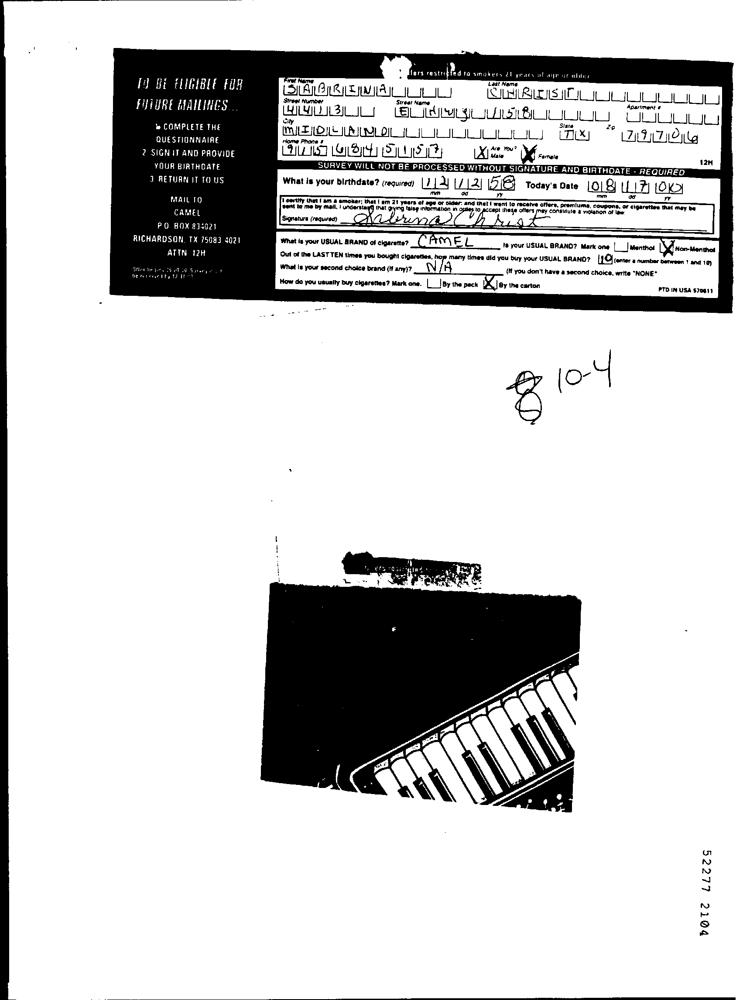 TO BE ELIGIBLE FOR
FUTURE MAILINGS...
COMPLETE THE
QUESTIONNAIRE
2 SIGN IT AND PROVIDE
YOUR BIRTHDATE
3 RETURN IT TO US
MAIL TO
CAMEL
P.O. BOX 834021
RICHARDSON, TX 75083 4021
ATTN 12H
Offers restricted to smokers 21 years of age or older
First Name Last Name
SABRINA CHRIST
Street Number Street Name Apartment #
4413 E HWY 158
City State Zip
MIDLAND TX 79706
Home Phone # Are You?
915 684 5157 X Male X Female
12H
SURVEY WILL NOT BE PROCESSED WITHOUT SIGNATURE AND BIRTHDATE - REQUIRED
What is your birthdate? (required) 12 12 58 Today's Date 08 17
mm dd yy mm dd yy
I certify that I am a smoker; that I am 21 years of age or older; and that I want to receive offers, premiums, coupons, or cigarettes that may be
sent to me by mail. I understand that giving false information in order to accept these offers may constitute a violation of law
Signature (required) Sabrina Christ
What is your USUAL BRAND of cigarette? CAMEL Is your USUAL BRAND? Mark one Menthol X Non-Menthol
Out of the LAST TEN times you bought cigarettes, how many times did you buy your USUAL BRAND? 10 (enter a number between 1 and 10)
What is your second choice brand (if any)? N/A (If you don't have a second choice, write "NONE"
How do you usually buy cigarettes? Mark one. By the pack X By the carton
PTD IN USA 570611
8 10-4
52277 2104